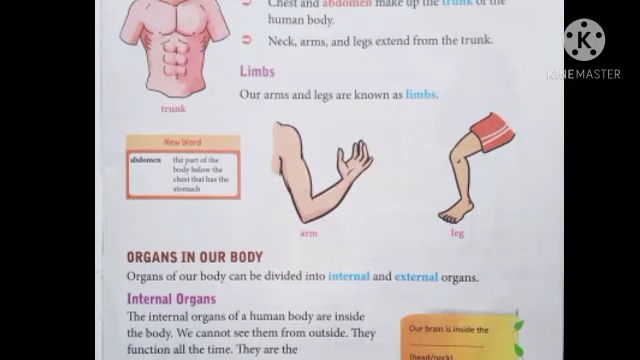 Chest and abdomen make up the trunk of the
human body.
Neck, arms, and legs extend from the trunk.
trunk
Limbs
Our arms and legs are known as limbs.
New Word
abdomen the part of the
body below the
chest that has the
stomach
arm
leg
ORGANS IN OUR BODY
Organs of our body can be divided into internal and external organs.
Internal Organs
The internal organs of a human body are inside
the body. We cannot see them from outside. They
function all the time. They are the
Our brain is inside the
(head/neck)
KINEMASTER